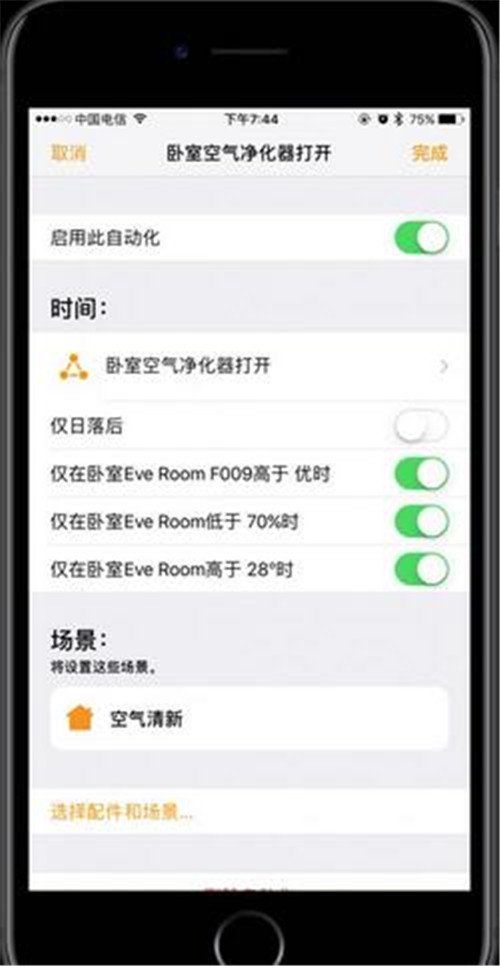 中国电信 下午7:44 75%
取消 卧室空气净化器打开 完成
启用此自动化
时间：
卧室空气净化器打开
仅日落后
仅在卧室Eve Room F009高于 优时
仅在卧室Eve Room低于 70%时
仅在卧室Eve Room高于 28°时
场景：
将设置这些场景。
空气清新
选择配件和场景...